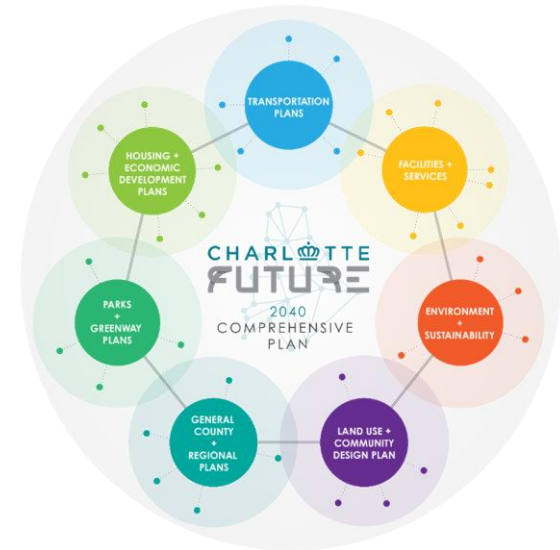 TRANSPORTATION
PLANS
FACILITIES +
SERVICES
ENVIRONMENT
+
SUSTAINABILITY
LAND USE +
COMMUNITY
DESIGN PLAN
GENERAL
COUNTY
+
REGIONAL
PLANS
PARKS
+
GREENWAY
PLANS
HOUSING +
ECONOMIC
DEVELOPMENT
PLANS
CHARLOTTE
FUTURE
2040
COMPREHENSIVE
PLAN